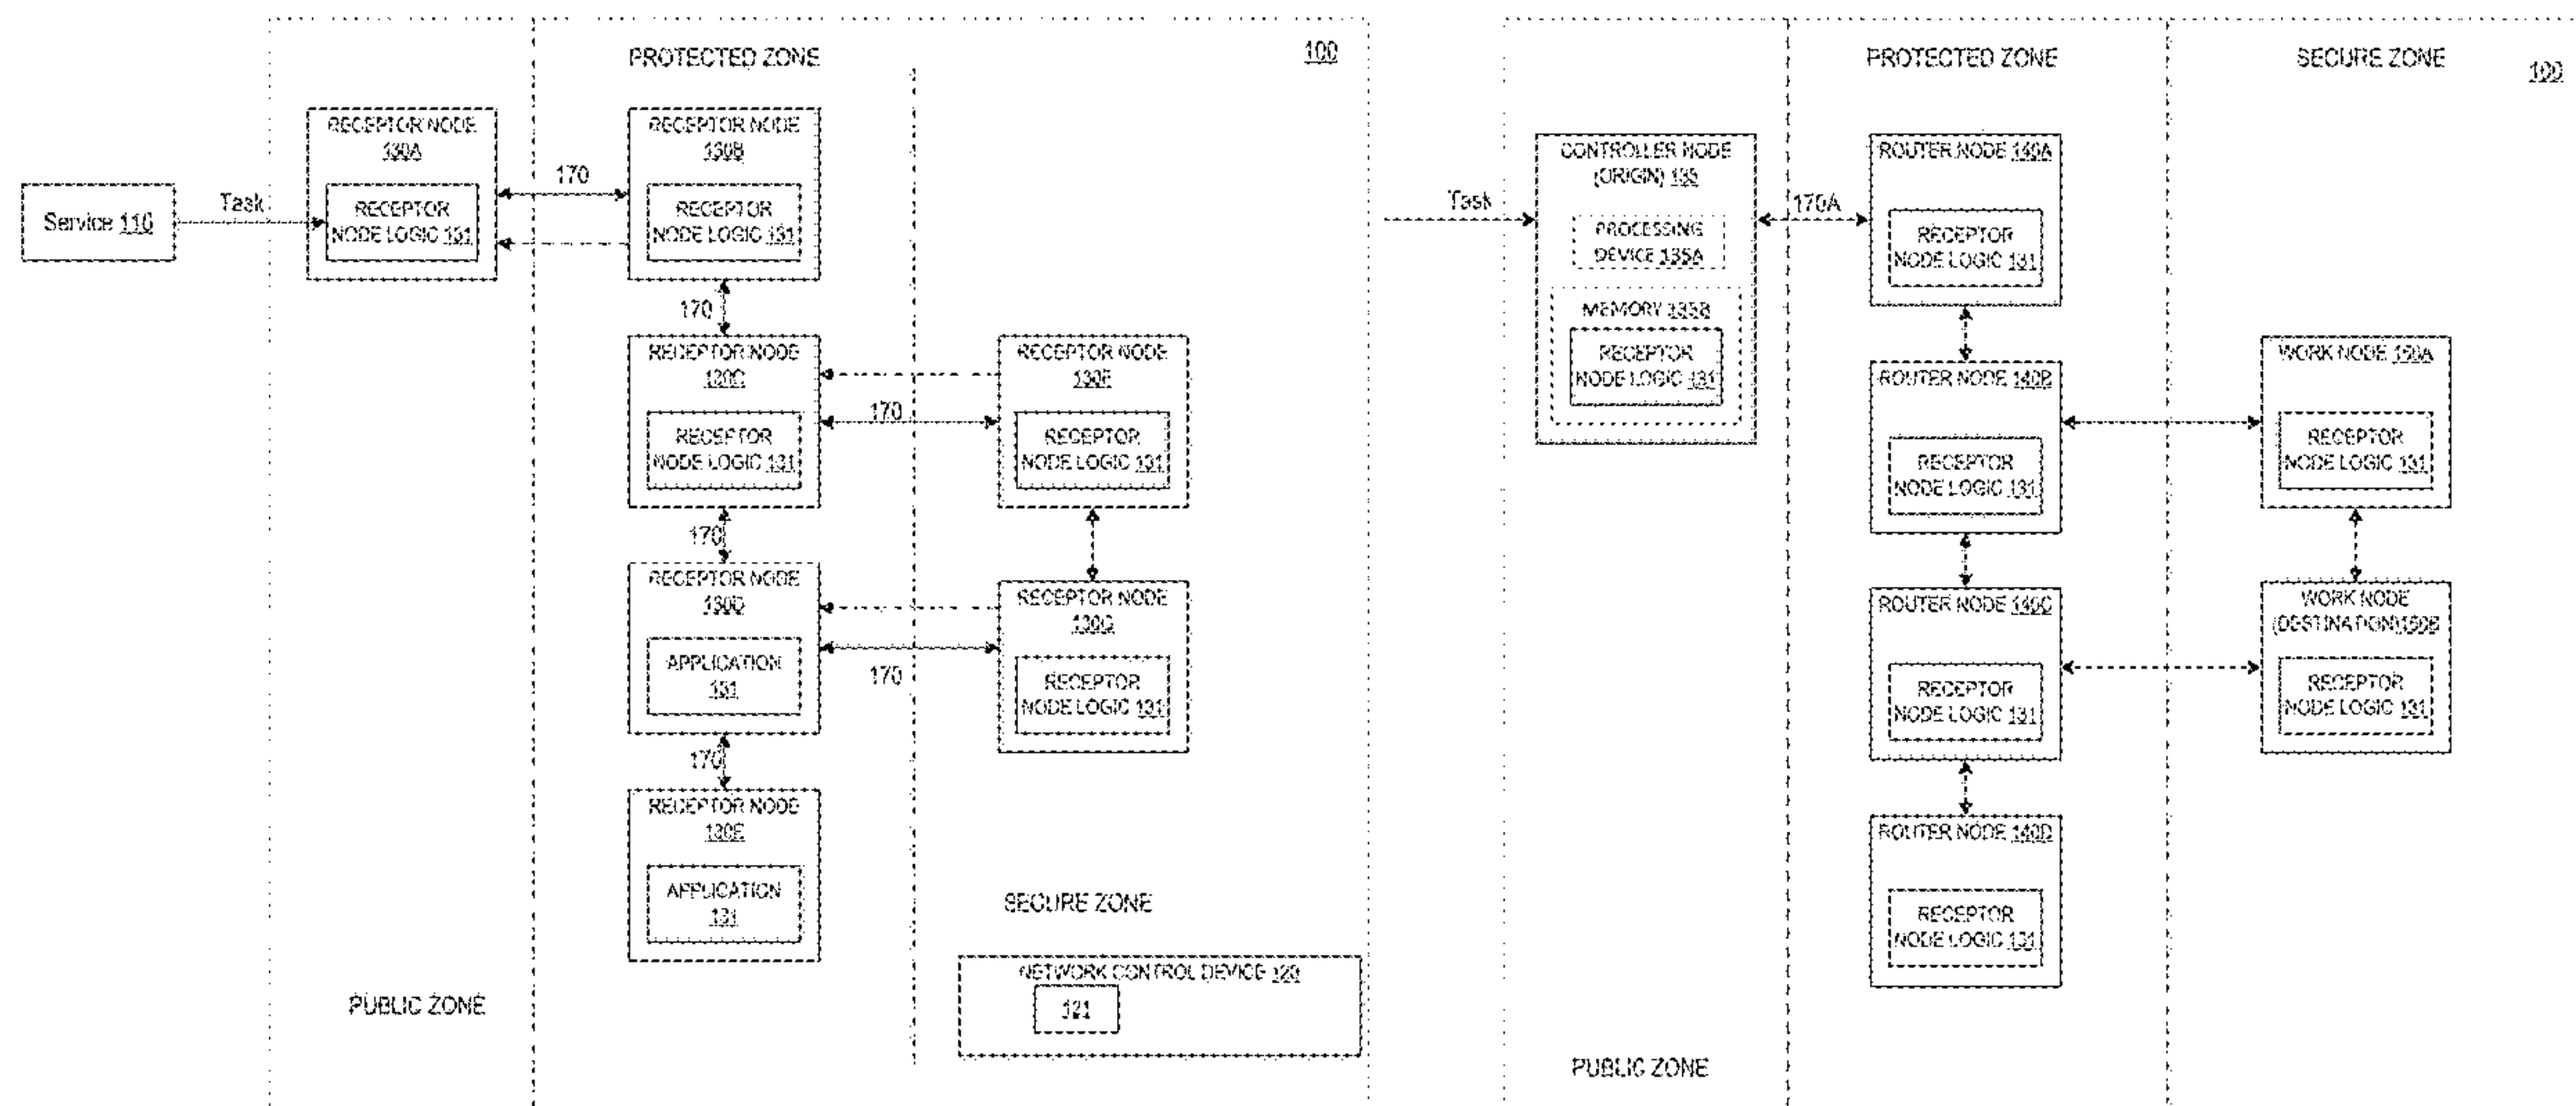 PROTECTED ZONE
100
RECEPTOR NODE
130A
RECEPTOR
NODE LOGIC 131
170
RECEPTOR NODE
130B
RECEPTOR
NODE LOGIC 131
Service 110
Task
170
RECEPTOR NODE
130C
RECEPTOR
NODE LOGIC 131
170
RECEPTOR NODE
130F
RECEPTOR
NODE LOGIC 131
170
RECEPTOR NODE
130D
APPLICATION
131
170
RECEPTOR NODE
130G
RECEPTOR
NODE LOGIC 131
170
RECEPTOR NODE
130E
APPLICATION
131
SECURE ZONE
NETWORK CONTROL DEVICE 120
121
PUBLIC ZONE
PROTECTED ZONE
SECURE ZONE
100
Task
CONTROLLER NODE
(ORIGIN) 135
PROCESSING
DEVICE 135A
MEMORY 135B
RECEPTOR
NODE LOGIC 131
170A
ROUTER NODE 140A
RECEPTOR
NODE LOGIC 131
ROUTER NODE 140B
RECEPTOR
NODE LOGIC 131
WORK NODE 150A
RECEPTOR
NODE LOGIC 131
ROUTER NODE 140C
RECEPTOR
NODE LOGIC 131
WORK NODE
(DESTINATION)150B
RECEPTOR
NODE LOGIC 131
ROUTER NODE 140D
RECEPTOR
NODE LOGIC 131
PUBLIC ZONE